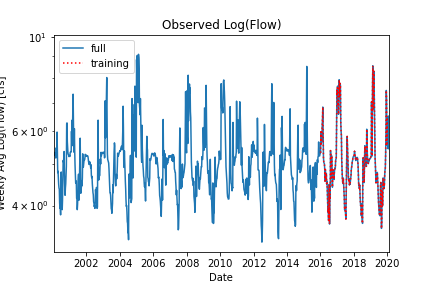 Observed Log(Flow)
full
training
Weekly Avg Log(Flow) [cfs]
10¹
6 × 10⁰
4 × 10⁰
2002 2004 2006 2008 2010 2012 2014 2016 2018 2020
Date